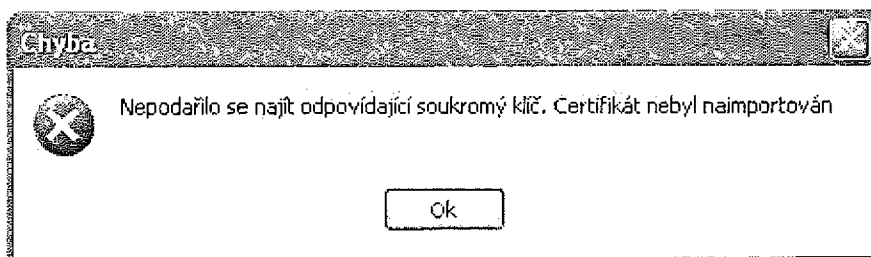 Chyba
Nepodařilo se najít odpovídající soukromý klíč. Certifikát nebyl naimportován
Ok